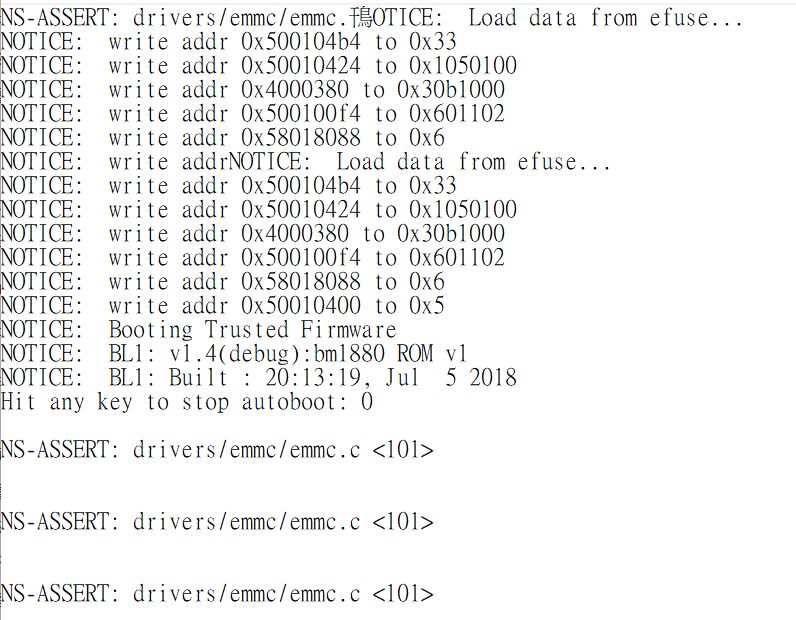 NS-ASSERT: drivers/emmc/emmc.鴇OTICE:  Load data from efuse...
NOTICE:  write addr 0x500104b4 to 0x33
NOTICE:  write addr 0x50010424 to 0x1050100
NOTICE:  write addr 0x4000380 to 0x30b1000
NOTICE:  write addr 0x500100f4 to 0x601102
NOTICE:  write addr 0x58018088 to 0x6
NOTICE:  write addrNOTICE:  Load data from efuse...
NOTICE:  write addr 0x500104b4 to 0x33
NOTICE:  write addr 0x50010424 to 0x1050100
NOTICE:  write addr 0x4000380 to 0x30b1000
NOTICE:  write addr 0x500100f4 to 0x601102
NOTICE:  write addr 0x58018088 to 0x6
NOTICE:  write addr 0x50010400 to 0x5
NOTICE:  Booting Trusted Firmware
NOTICE:  BL1: v1.4(debug):bm1880 ROM v1
NOTICE:  BL1: Built : 20:13:19, Jul  5 2018
Hit any key to stop autoboot: 0
NS-ASSERT: drivers/emmc/emmc.c <101>
NS-ASSERT: drivers/emmc/emmc.c <101>
NS-ASSERT: drivers/emmc/emmc.c <101>